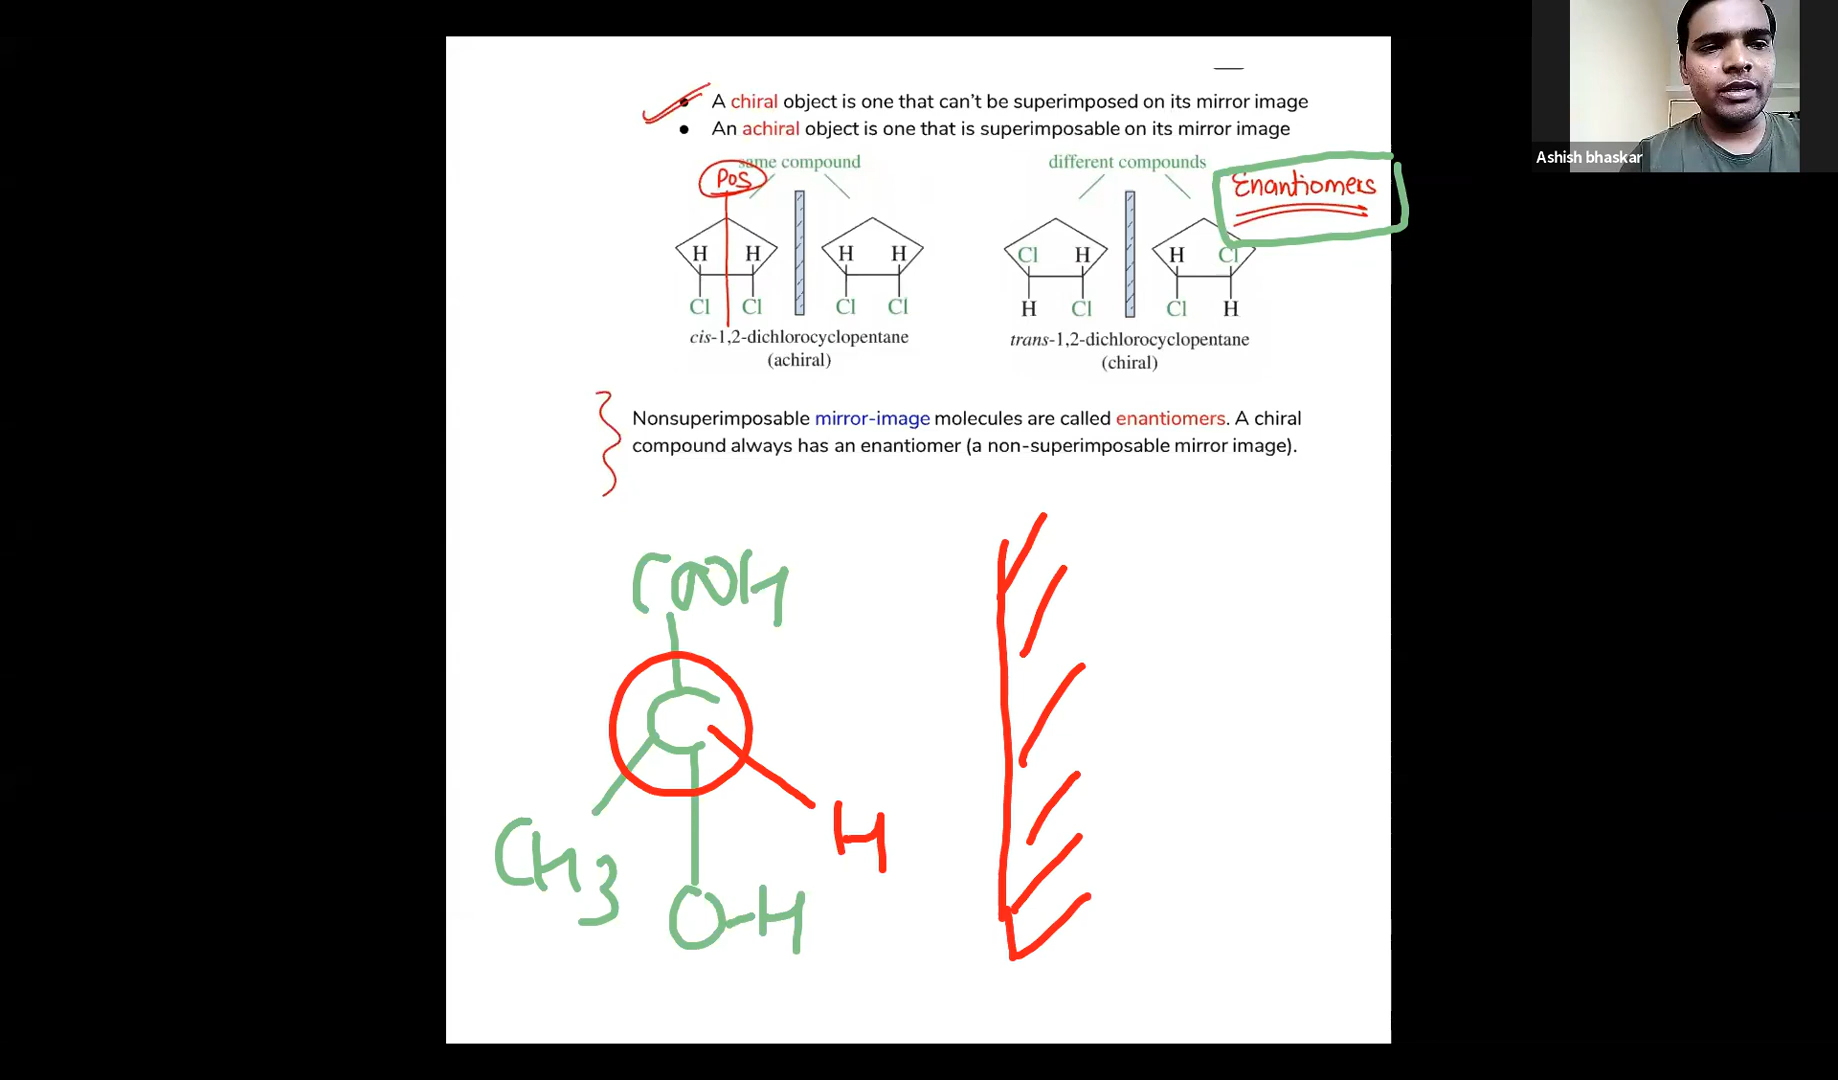 A chiral object is one that can't be superimposed on its mirror image
An achiral object is one that is superimposable on its mirror image
Ashish bhaskar
same compound
different compounds
POS
Enantiomers
H H H H
Cl H H Cl
Cl Cl Cl Cl
H Cl Cl H
cis-1,2-dichlorocyclopentane
(achiral)
trans-1,2-dichlorocyclopentane
(chiral)
Nonsuperimposable mirror-image molecules are called enantiomers. A chiral
compound always has an enantiomer (a non-superimposable mirror image).
COOH
C
H
CH3
O-H